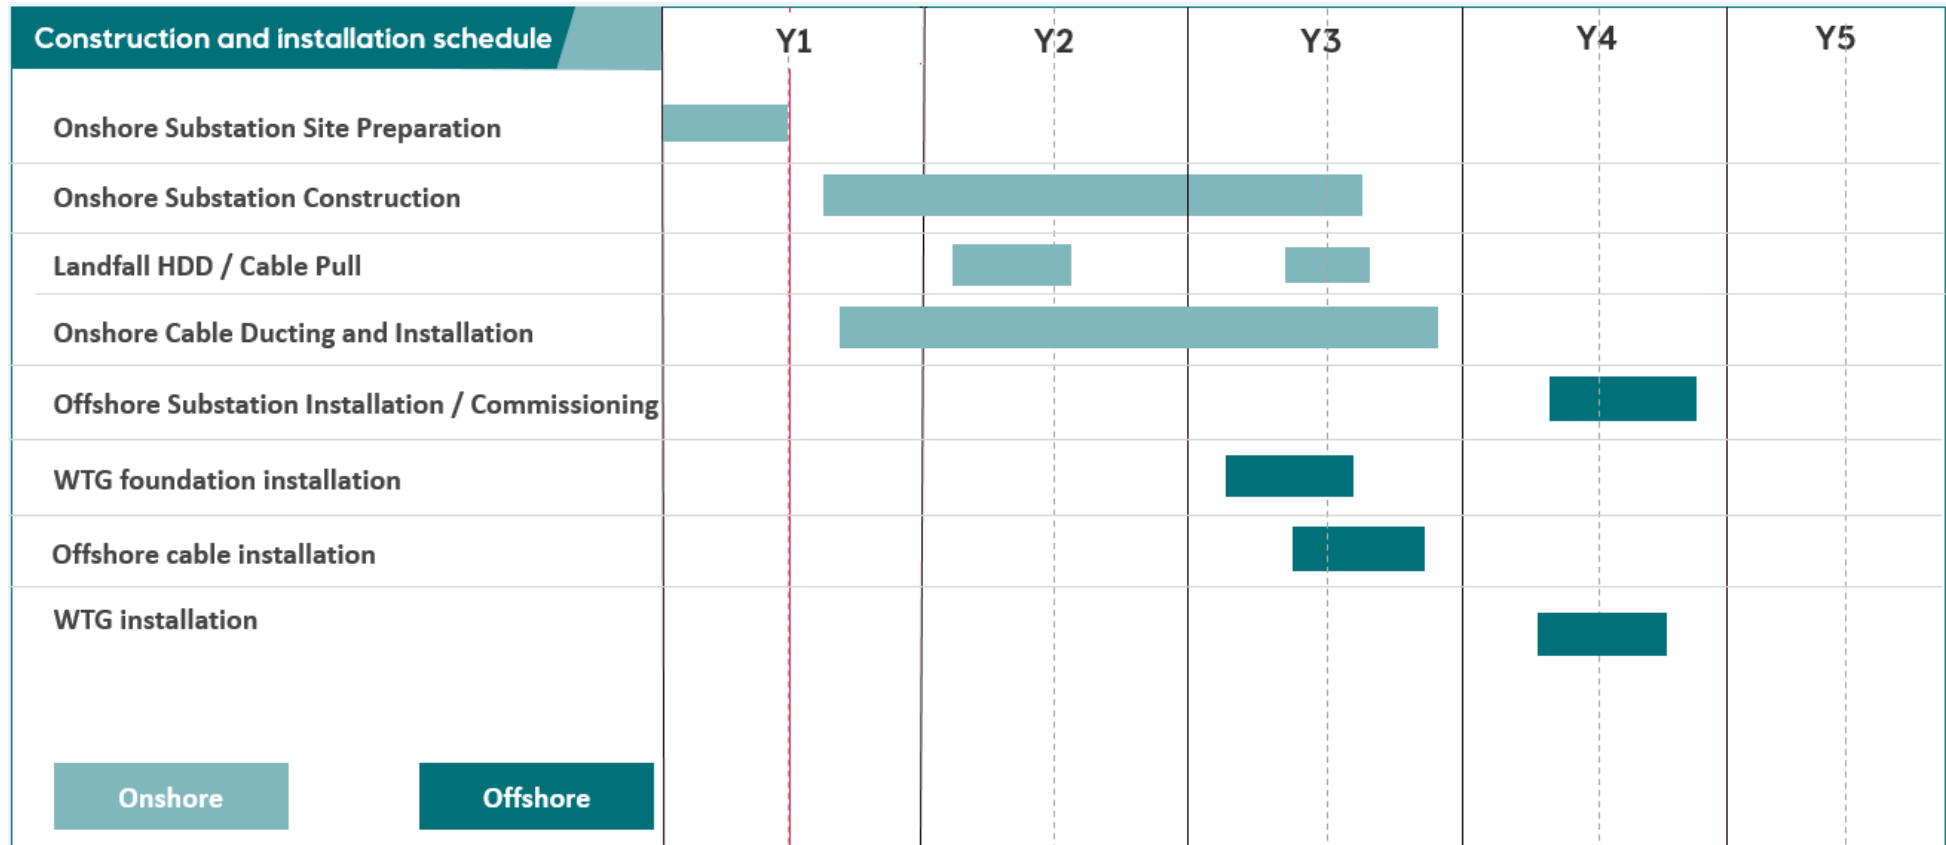 Construction and installation schedule
Y1 Y2 Y3 Y4 Y5
Onshore Substation Site Preparation
Onshore Substation Construction
Landfall HDD / Cable Pull
Onshore Cable Ducting and Installation
Offshore Substation Installation / Commissioning
WTG foundation installation
Offshore cable installation
WTG installation
Onshore
Offshore